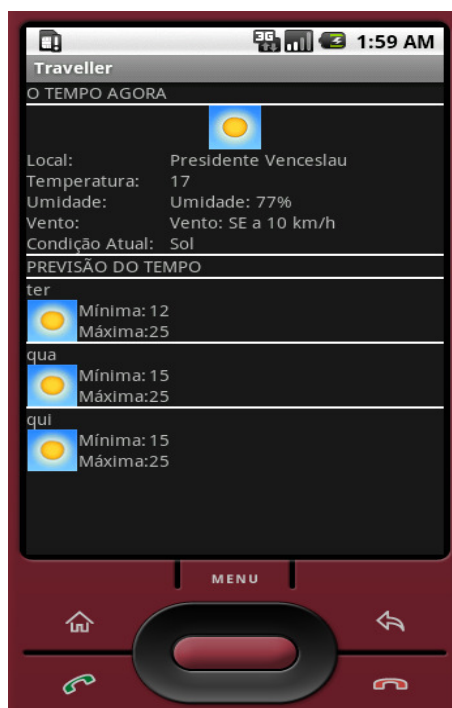 3G 1:59 AM
Traveller
O TEMPO AGORA
Local: Presidente Venceslau
Temperatura: 17
Umidade: Umidade: 77%
Vento: Vento: SE a 10 km/h
Condição Atual: Sol
PREVISÃO DO TEMPO
ter
Mínima: 12
Máxima:25
qua
Mínima: 15
Máxima:25
qui
Mínima: 15
Máxima:25
MENU